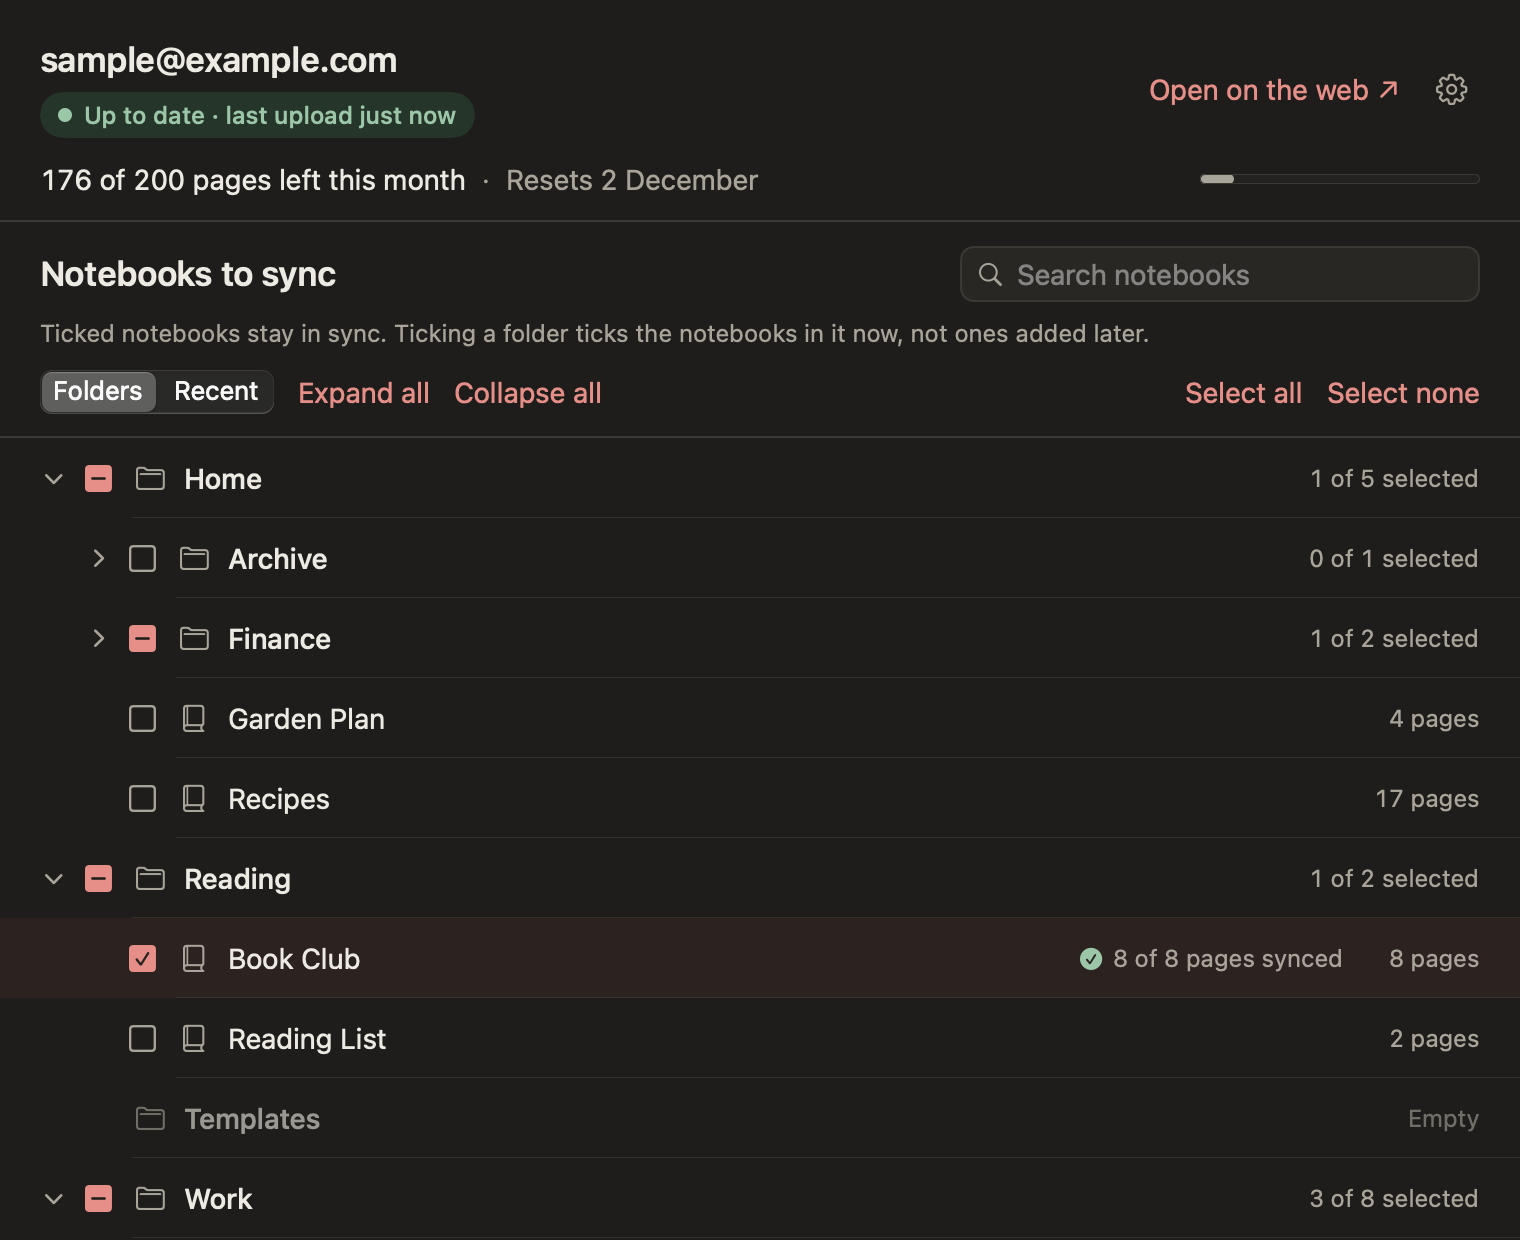 sample@example.com
Up to date · last upload just now
Open on the web ↗
176 of 200 pages left this month · Resets 2 December
Notebooks to sync
Search notebooks
Ticked notebooks stay in sync. Ticking a folder ticks the notebooks in it now, not ones added later.
Folders Recent Expand all Collapse all Select all Select none
Home 1 of 5 selected
Archive 0 of 1 selected
Finance 1 of 2 selected
Garden Plan 4 pages
Recipes 17 pages
Reading 1 of 2 selected
Book Club 8 of 8 pages synced 8 pages
Reading List 2 pages
Templates Empty
Work 3 of 8 selected